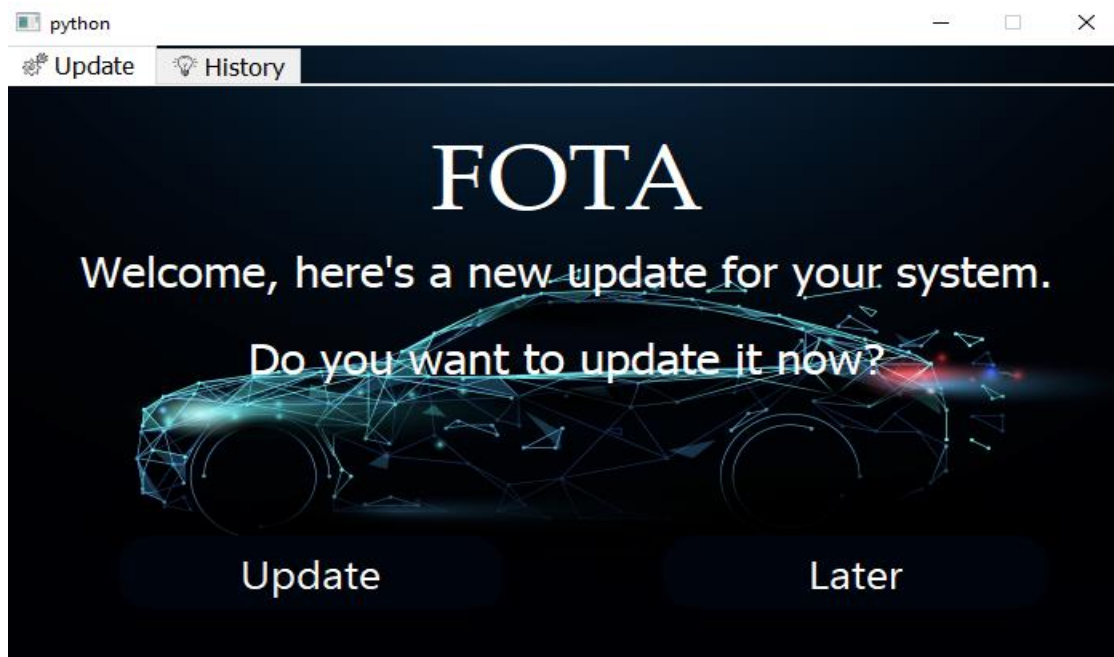 python
Update History
FOTA
Welcome, here's a new update for your system.
Do you want to update it now?
Update Later